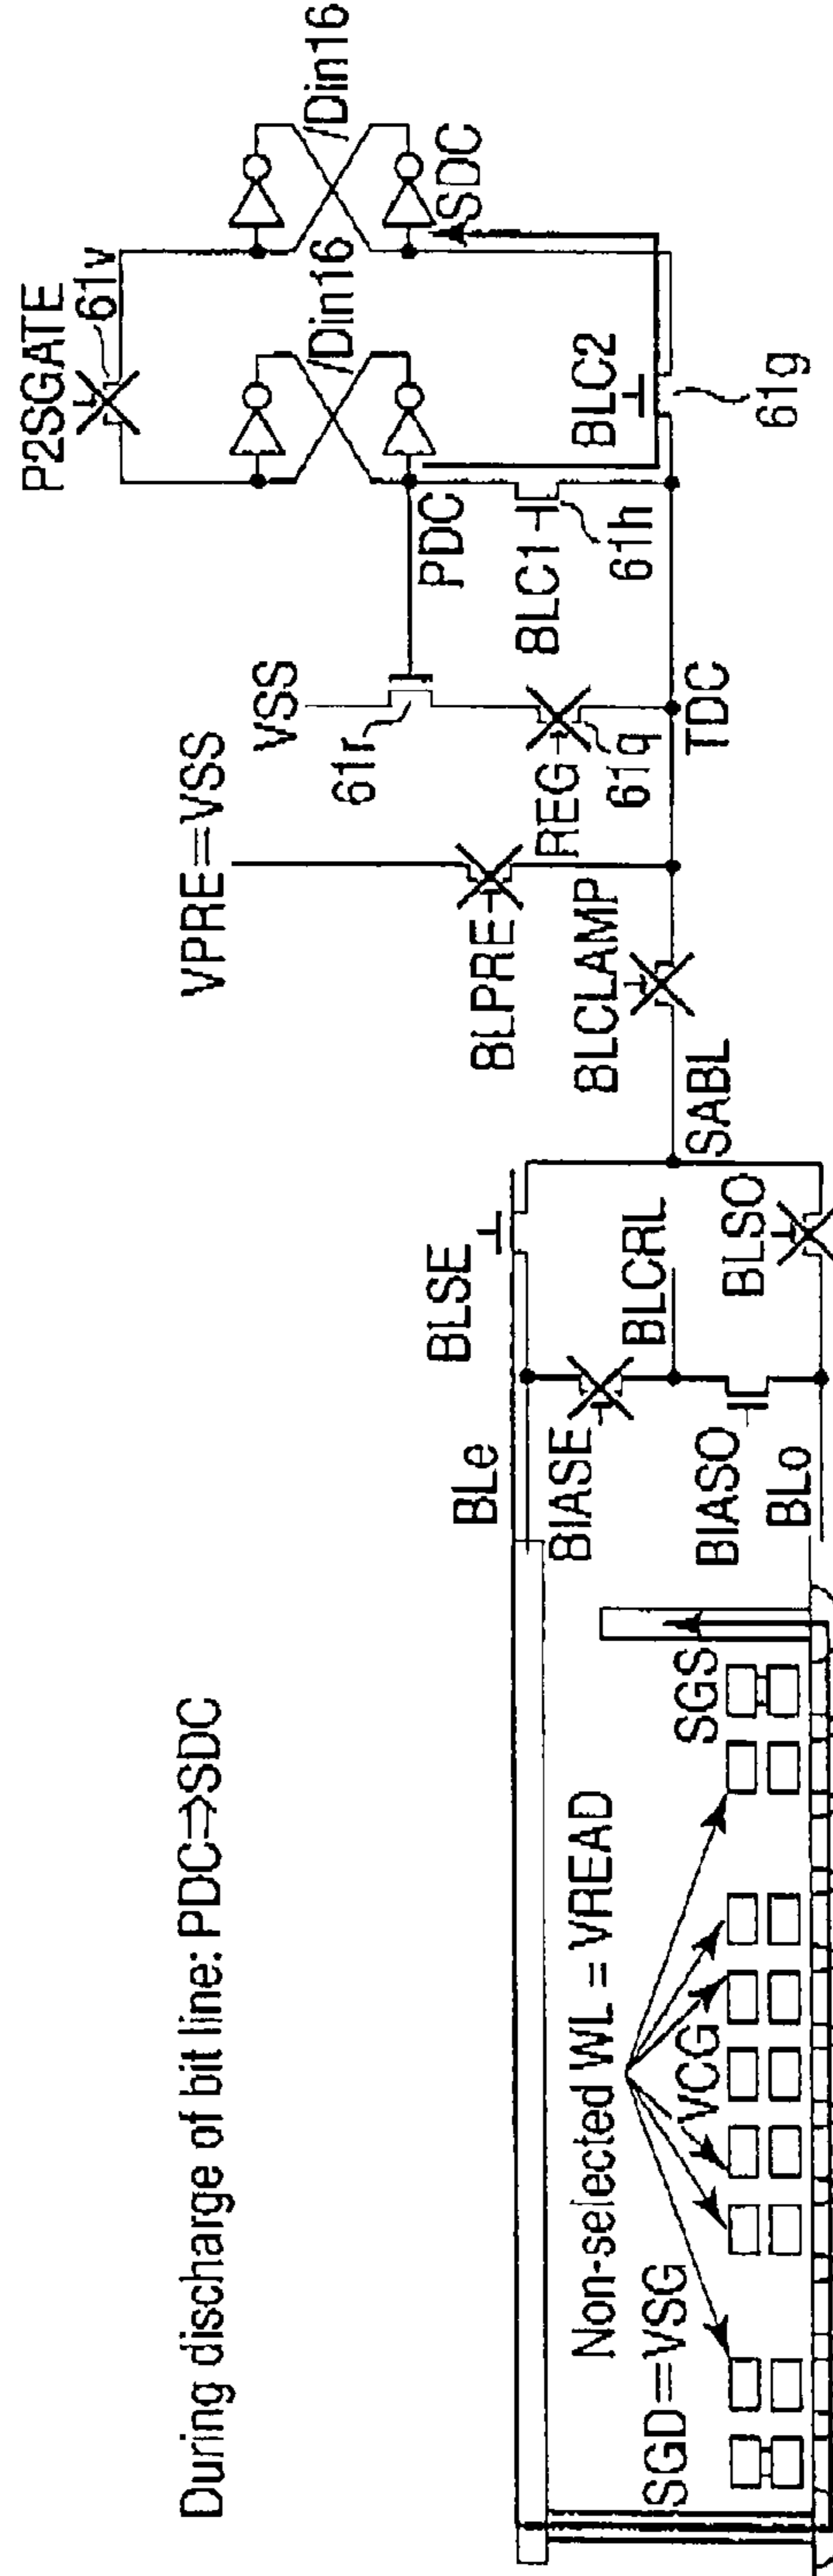 During discharge of bit line: PDC⇒SDC
P2SGATE
61v
/Din16
/Din16
VPRE=VSS
VSS
61r
PDC
SDC
BLPRE
REG
61q
BLC1
61h
BLC2
61g
BLe
BLSE
BLCLAMP
TDC
SABL
BIASE
BLCRL
BIASO
BLSO
BLo
Non-selected WL = VREAD
SGD=VSG
VCG
SGS